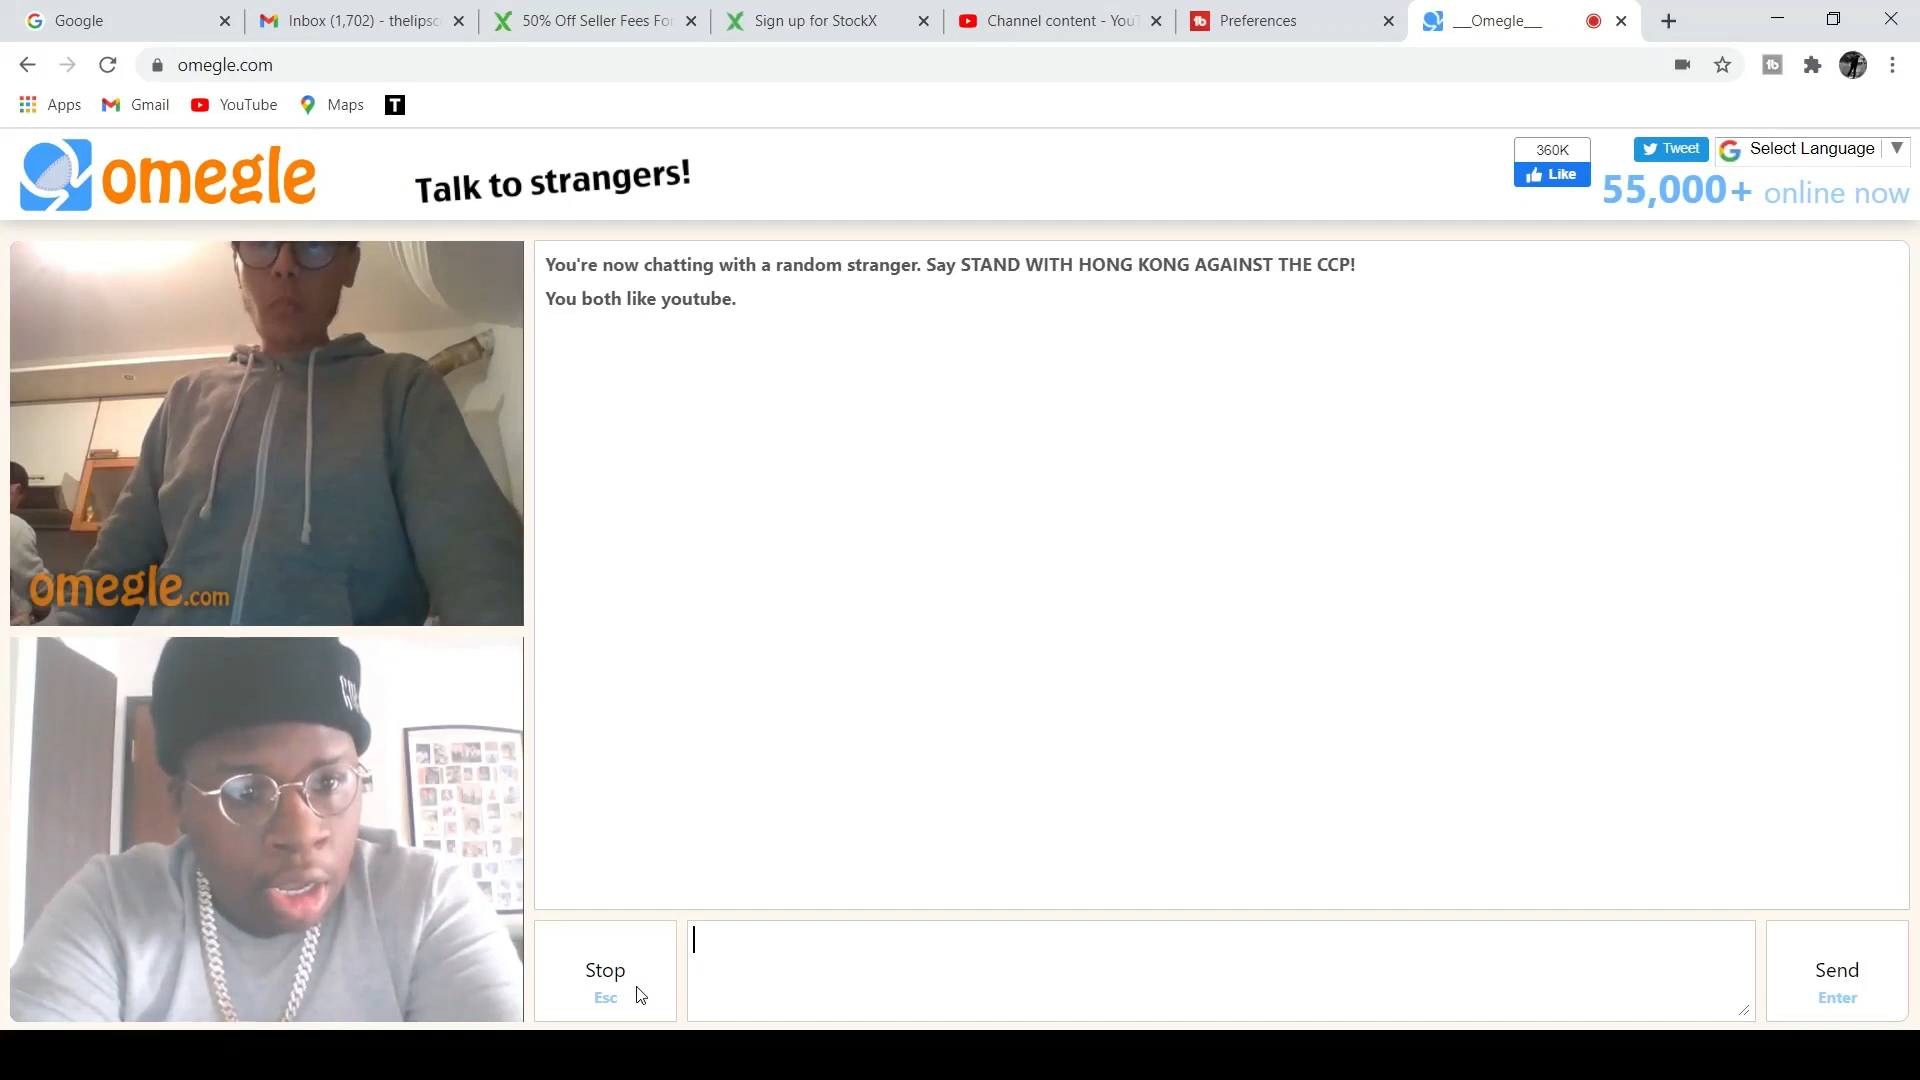 Google
Inbox (1,702) - thelipsc
50% Off Seller Fees For
Sign up for StockX
Channel content - YouT
Preferences
__Omegle__
omegle.com
Apps
Gmail
YouTube
Maps
T
omegle
Talk to strangers!
360K
Like
Tweet
Select Language
55,000+ online now
You're now chatting with a random stranger. Say STAND WITH HONG KONG AGAINST THE CCP!
You both like youtube.
omegle.com
Stop
Esc
Send
Enter